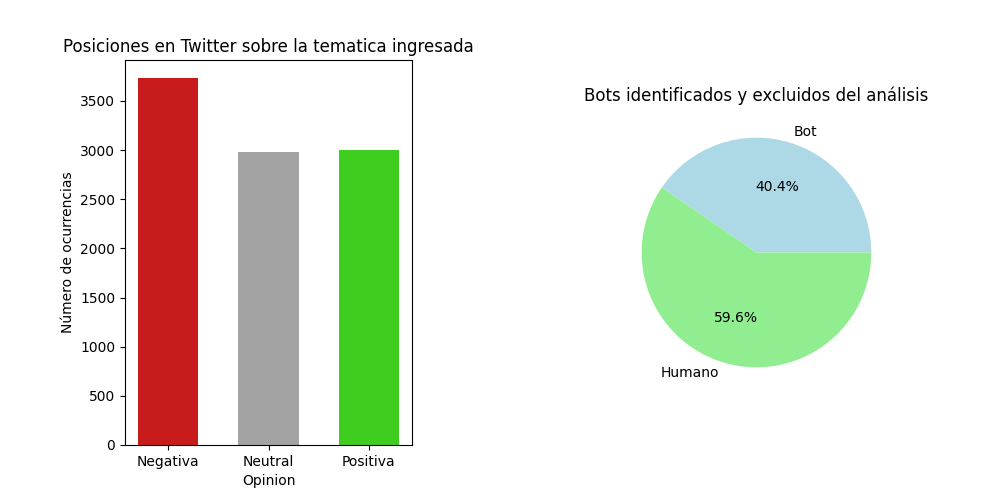 Posiciones en Twitter sobre la tematica ingresada
Número de ocurrencias
3500
3000
2500
2000
1500
1000
500
0
Negativa
Neutral
Positiva
Opinion
Bots identificados y excluidos del análisis
Bot
40.4%
59.6%
Humano